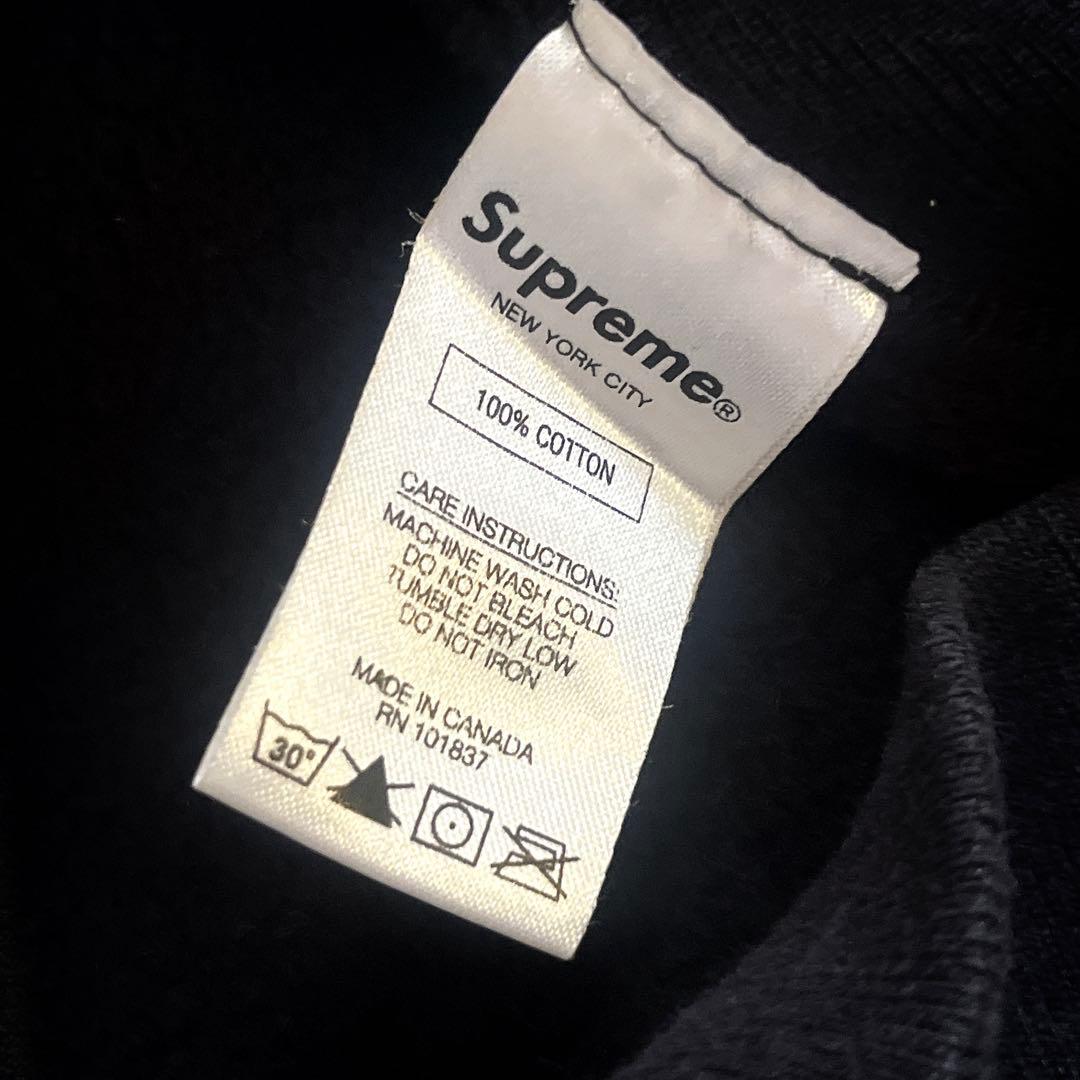 Supreme®
NEW YORK CITY
100% COTTON
CARE INSTRUCTIONS:
MACHINE WASH COLD
DO NOT BLEACH
TUMBLE DRY LOW
DO NOT IRON
MADE IN CANADA
RN 101837
30°